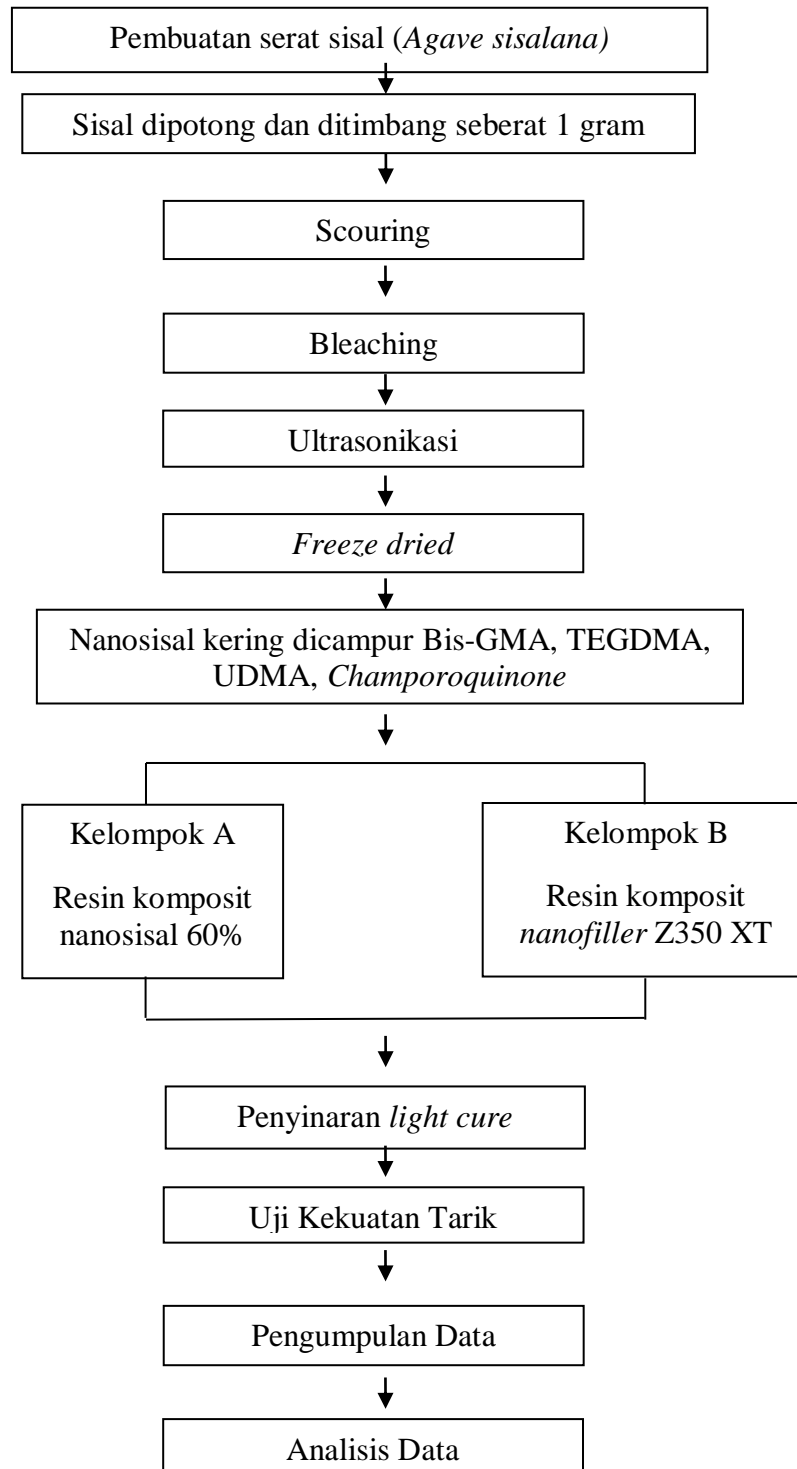 Pembuatan serat sisal (Agave sisalana)
Sisal dipotong dan ditimbang seberat 1 gram
Scouring
Bleaching
Ultrasonikasi
Freeze dried
Nanosisal kering dicampur Bis-GMA, TEGDMA,
UDMA, Champoroquinone
Kelompok A
Resin komposit
nanosisal 60%
Kelompok B
Resin komposit
nanofiller Z350 XT
Penyinaran light cure
Uji Kekuatan Tarik
Pengumpulan Data
Analisis Data